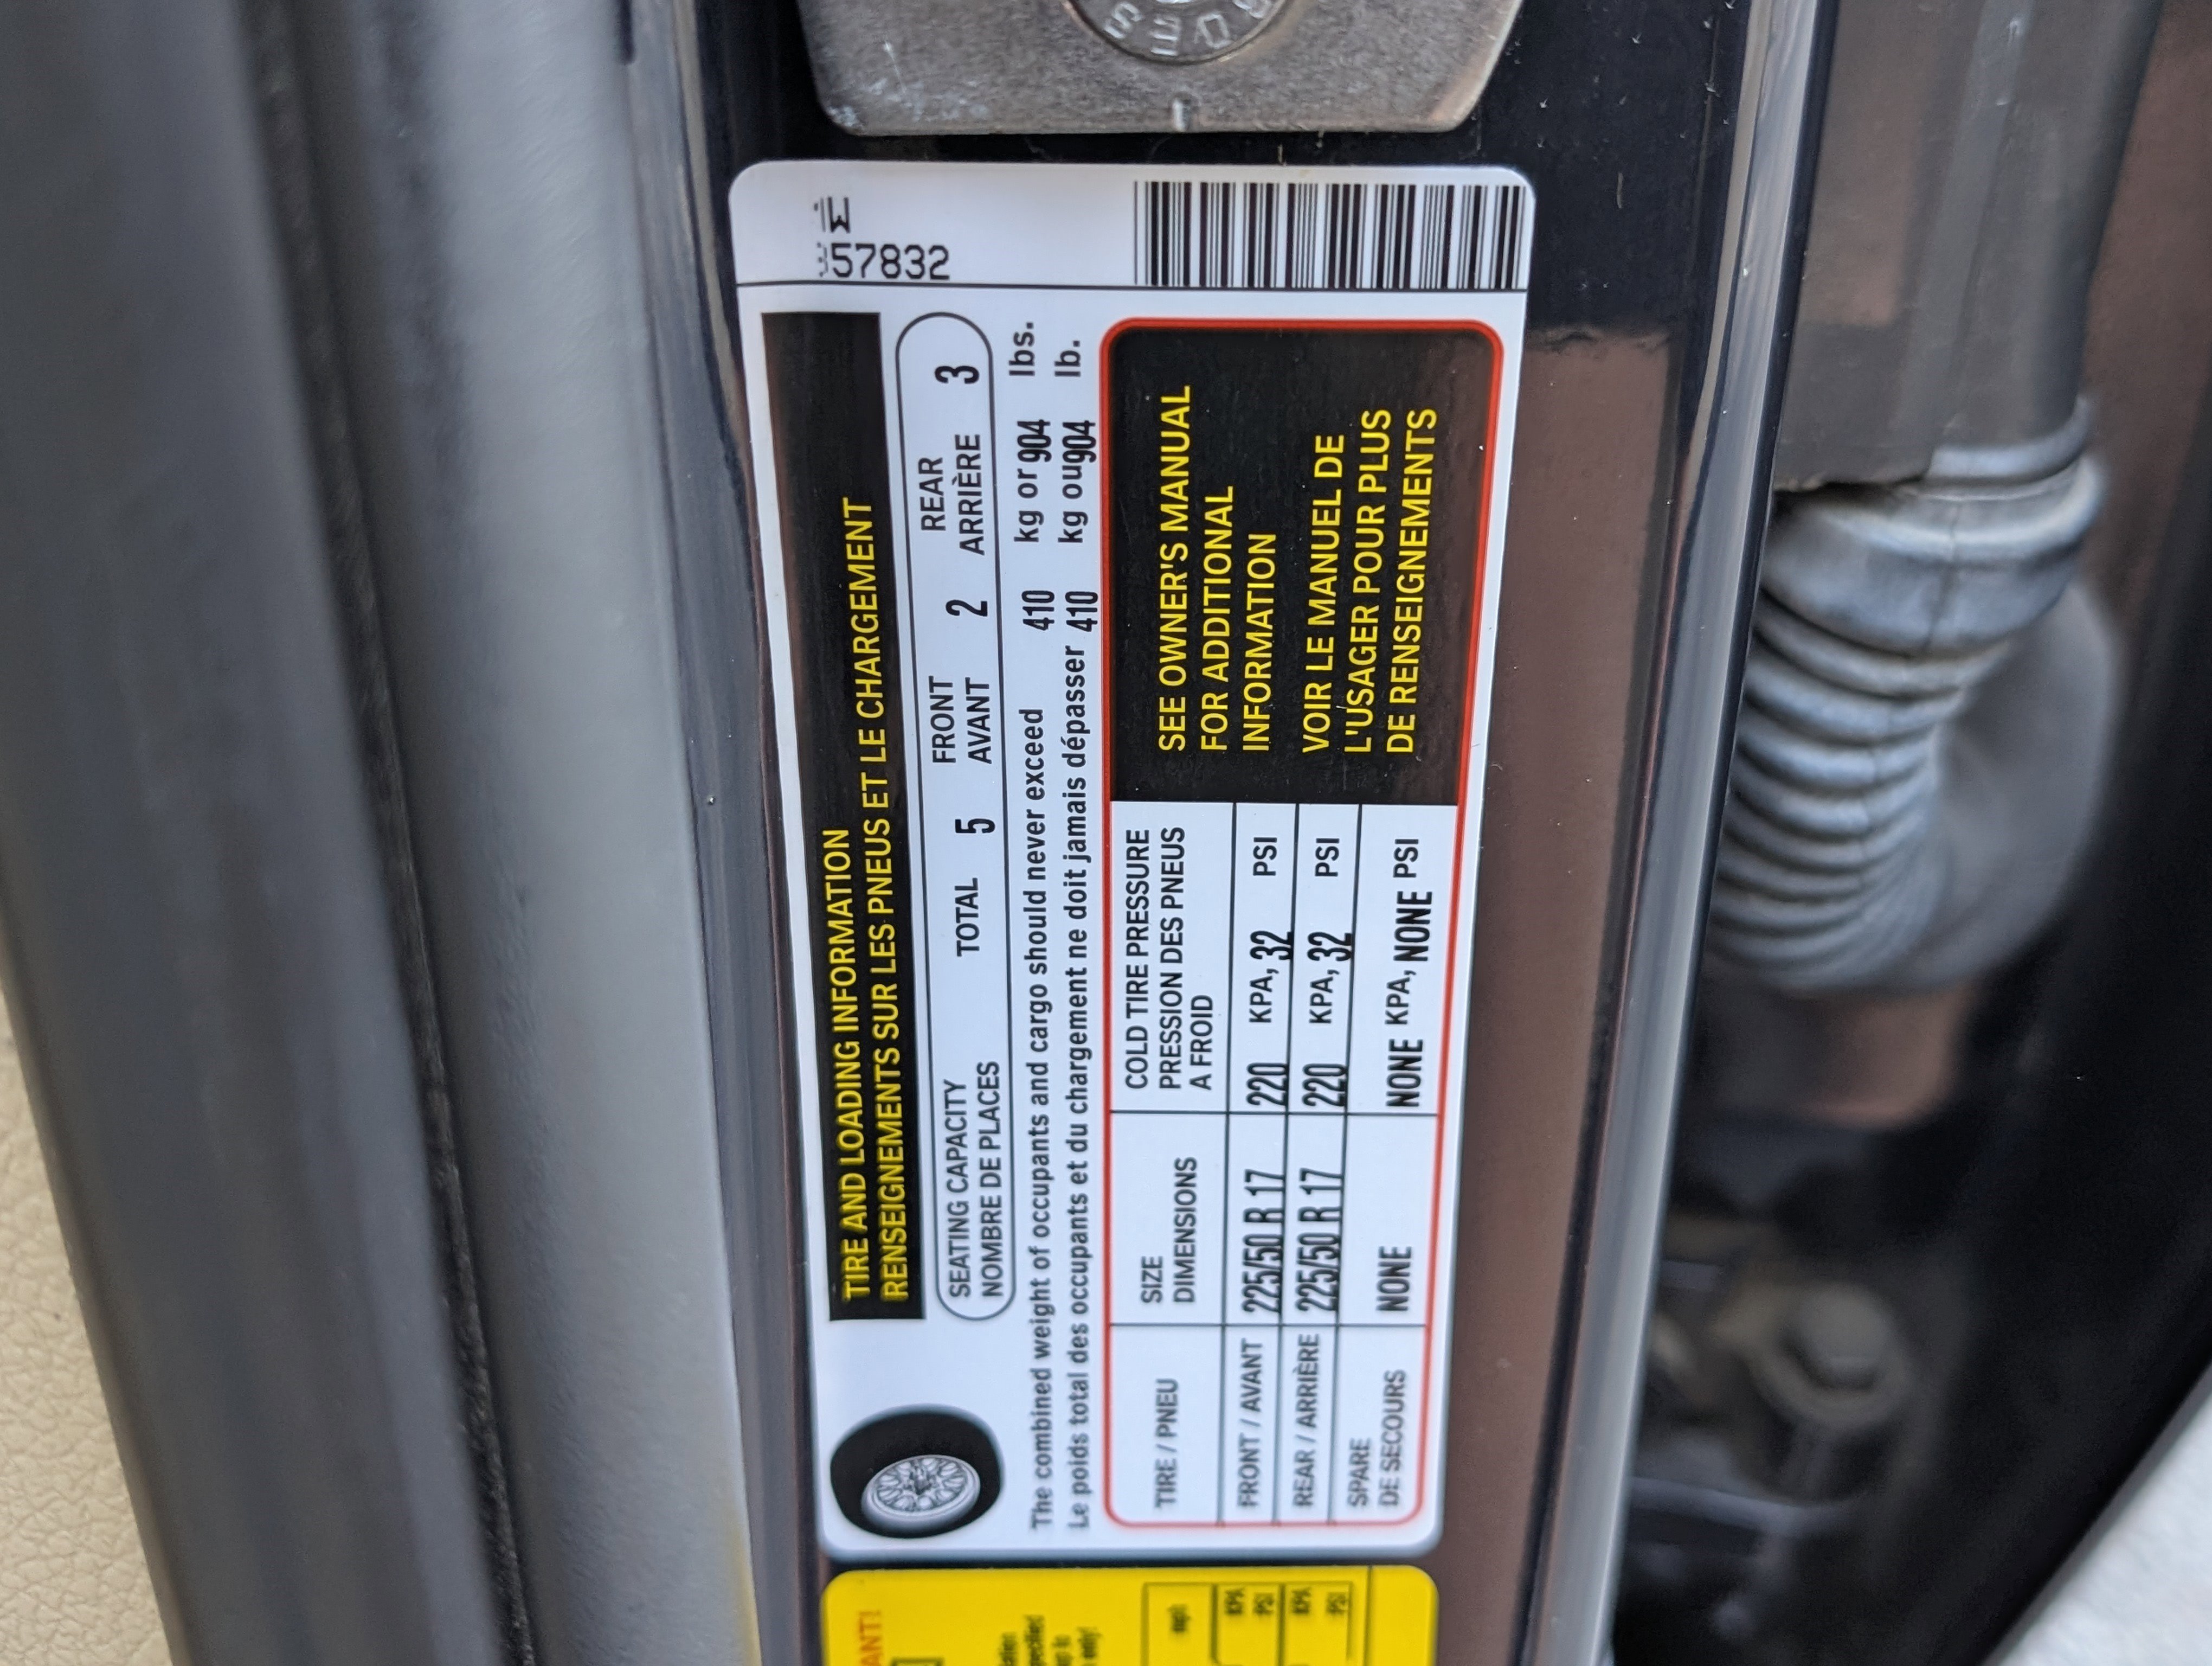 57832
TIRE AND LOADING INFORMATION
RENSEIGNEMENTS SUR LES PNEUS ET LE CHARGEMENT
SEATING CAPACITY
NOMBRE DE PLACES
TOTAL 5
FRONT
AVANT 2
REAR
ARRIÈRE 3
The combined weight of occupants and cargo should never exceed 410 kg or 904 lbs.
Le poids total des occupants et du chargement ne doit jamais dépasser 410 kg ou 904 lb.
TIRE / PNEU
SIZE
DIMENSIONS
COLD TIRE PRESSURE
PRESSION DES PNEUS
A FROID
FRONT / AVANT 225/50 R 17 220 KPA, 32 PSI
REAR / ARRIÈRE 225/50 R 17 220 KPA, 32 PSI
SPARE
DE SECOURS NONE NONE KPA, NONE PSI
SEE OWNER'S MANUAL
FOR ADDITIONAL
INFORMATION
VOIR LE MANUEL DE
L'USAGER POUR PLUS
DE RENSEIGNEMENTS
KPA
PSI
KPA
PSI